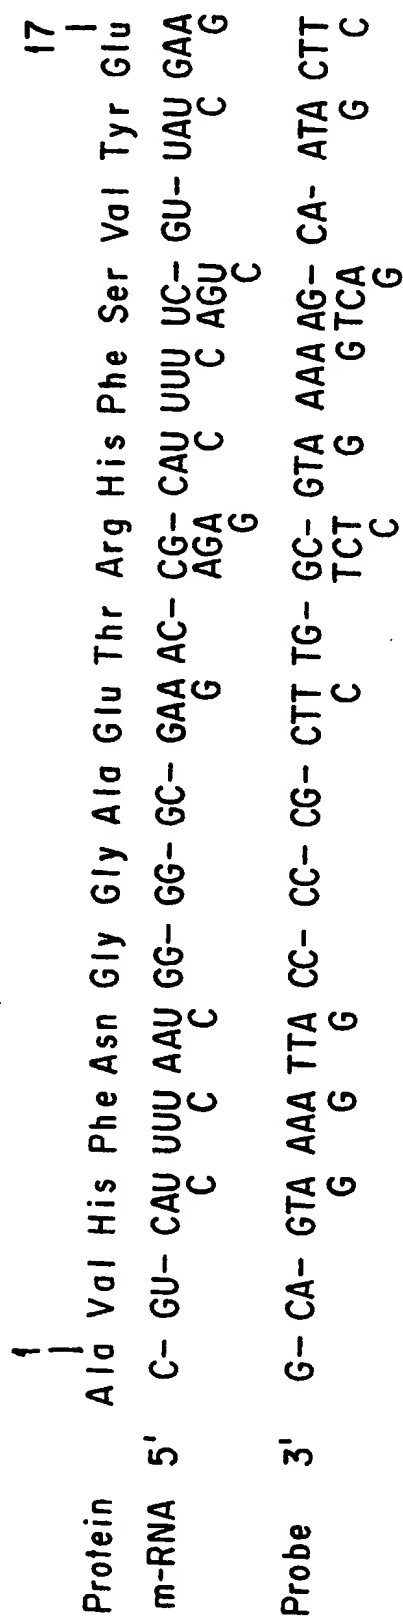 1 17
Protein Ala Val His Phe Asn Gly Gly Ala Glu Thr Arg His Phe Ser Val Tyr Glu
m-RNA 5' C– GU– CAU UUU AAU GG– GG– GC– GAA AC– CG– CAU UUU UC– GU– UAU GAA
C C C G AGA C C AGU C G
G C
Probe 3' G– CA– GTA AAA TTA CC– CC– CG– CTT TG– GC– GTA AAA AG– CA– ATA CTT
G G G C TCT G G TCA G C
C G